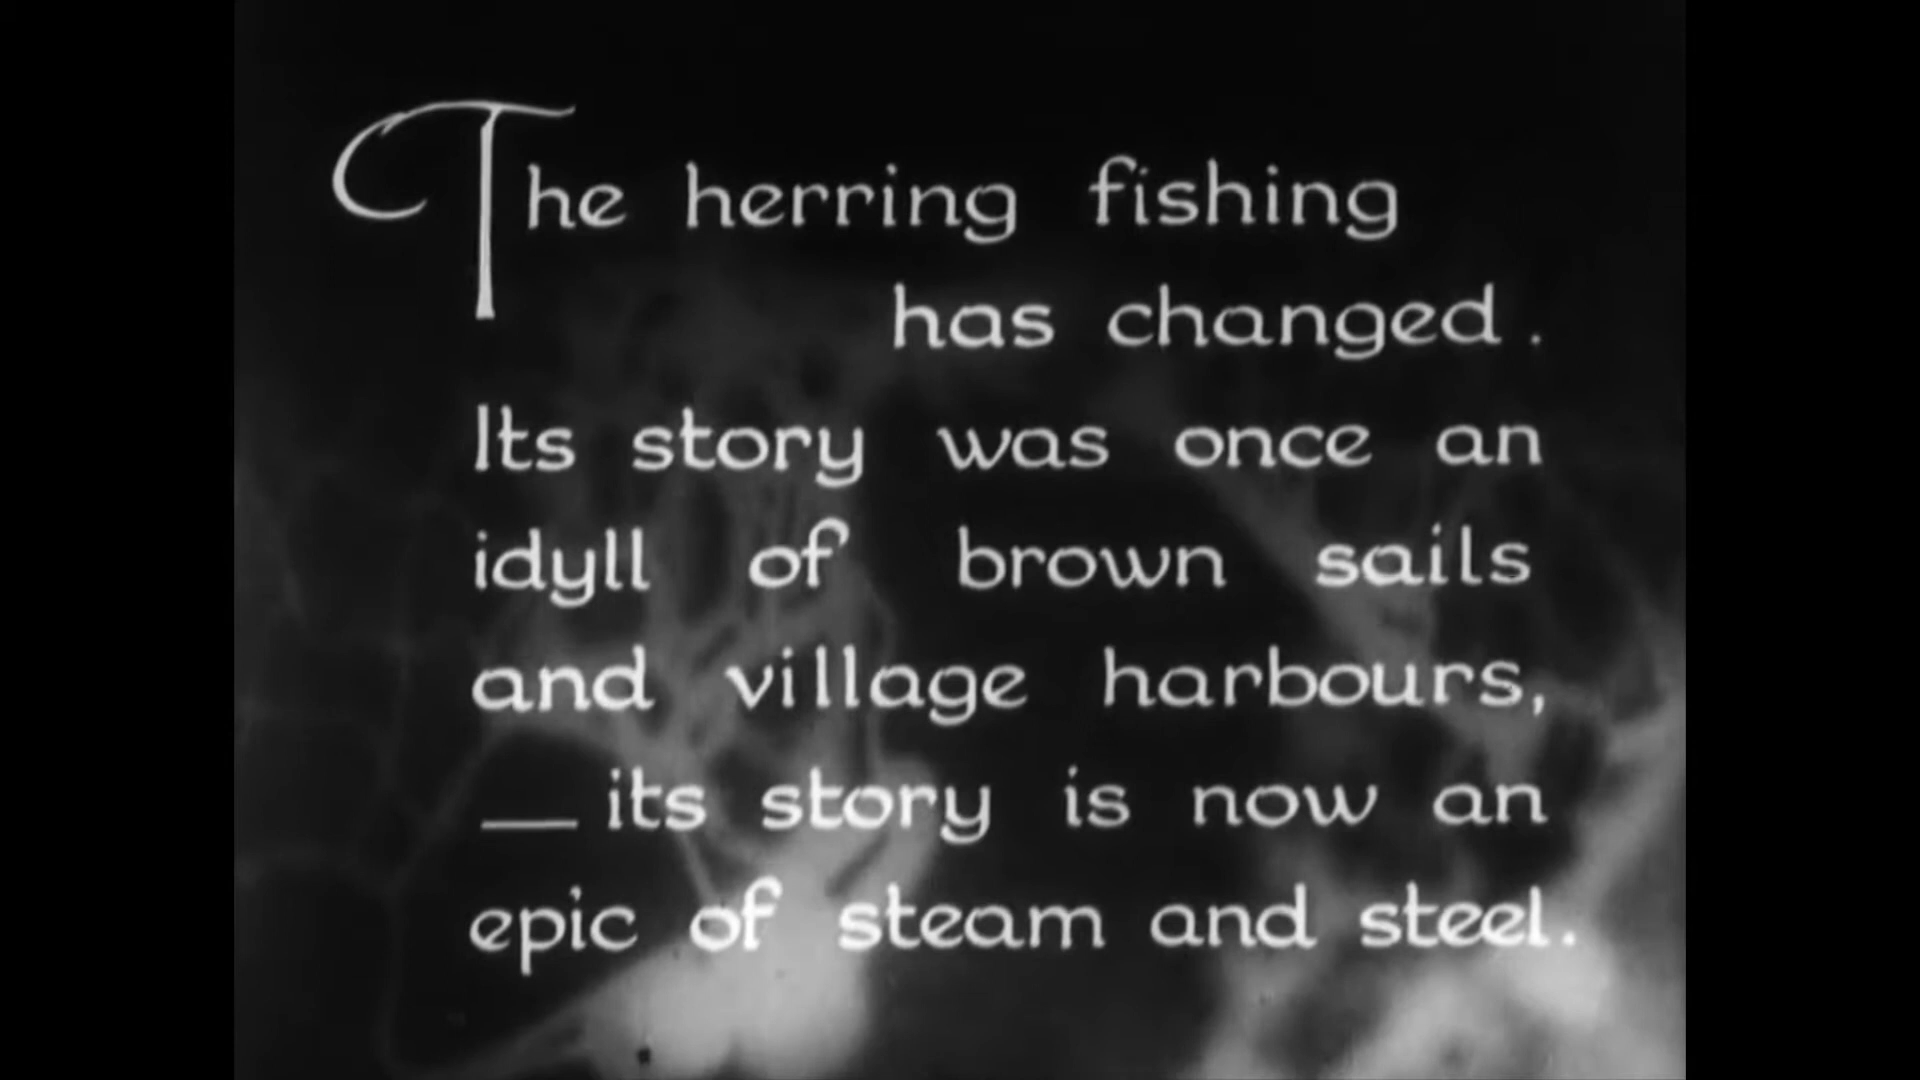 The herring fishing
has changed.
Its story was once an
idyll of brown sails
and village harbours,
— its story is now an
epic of steam and steel.